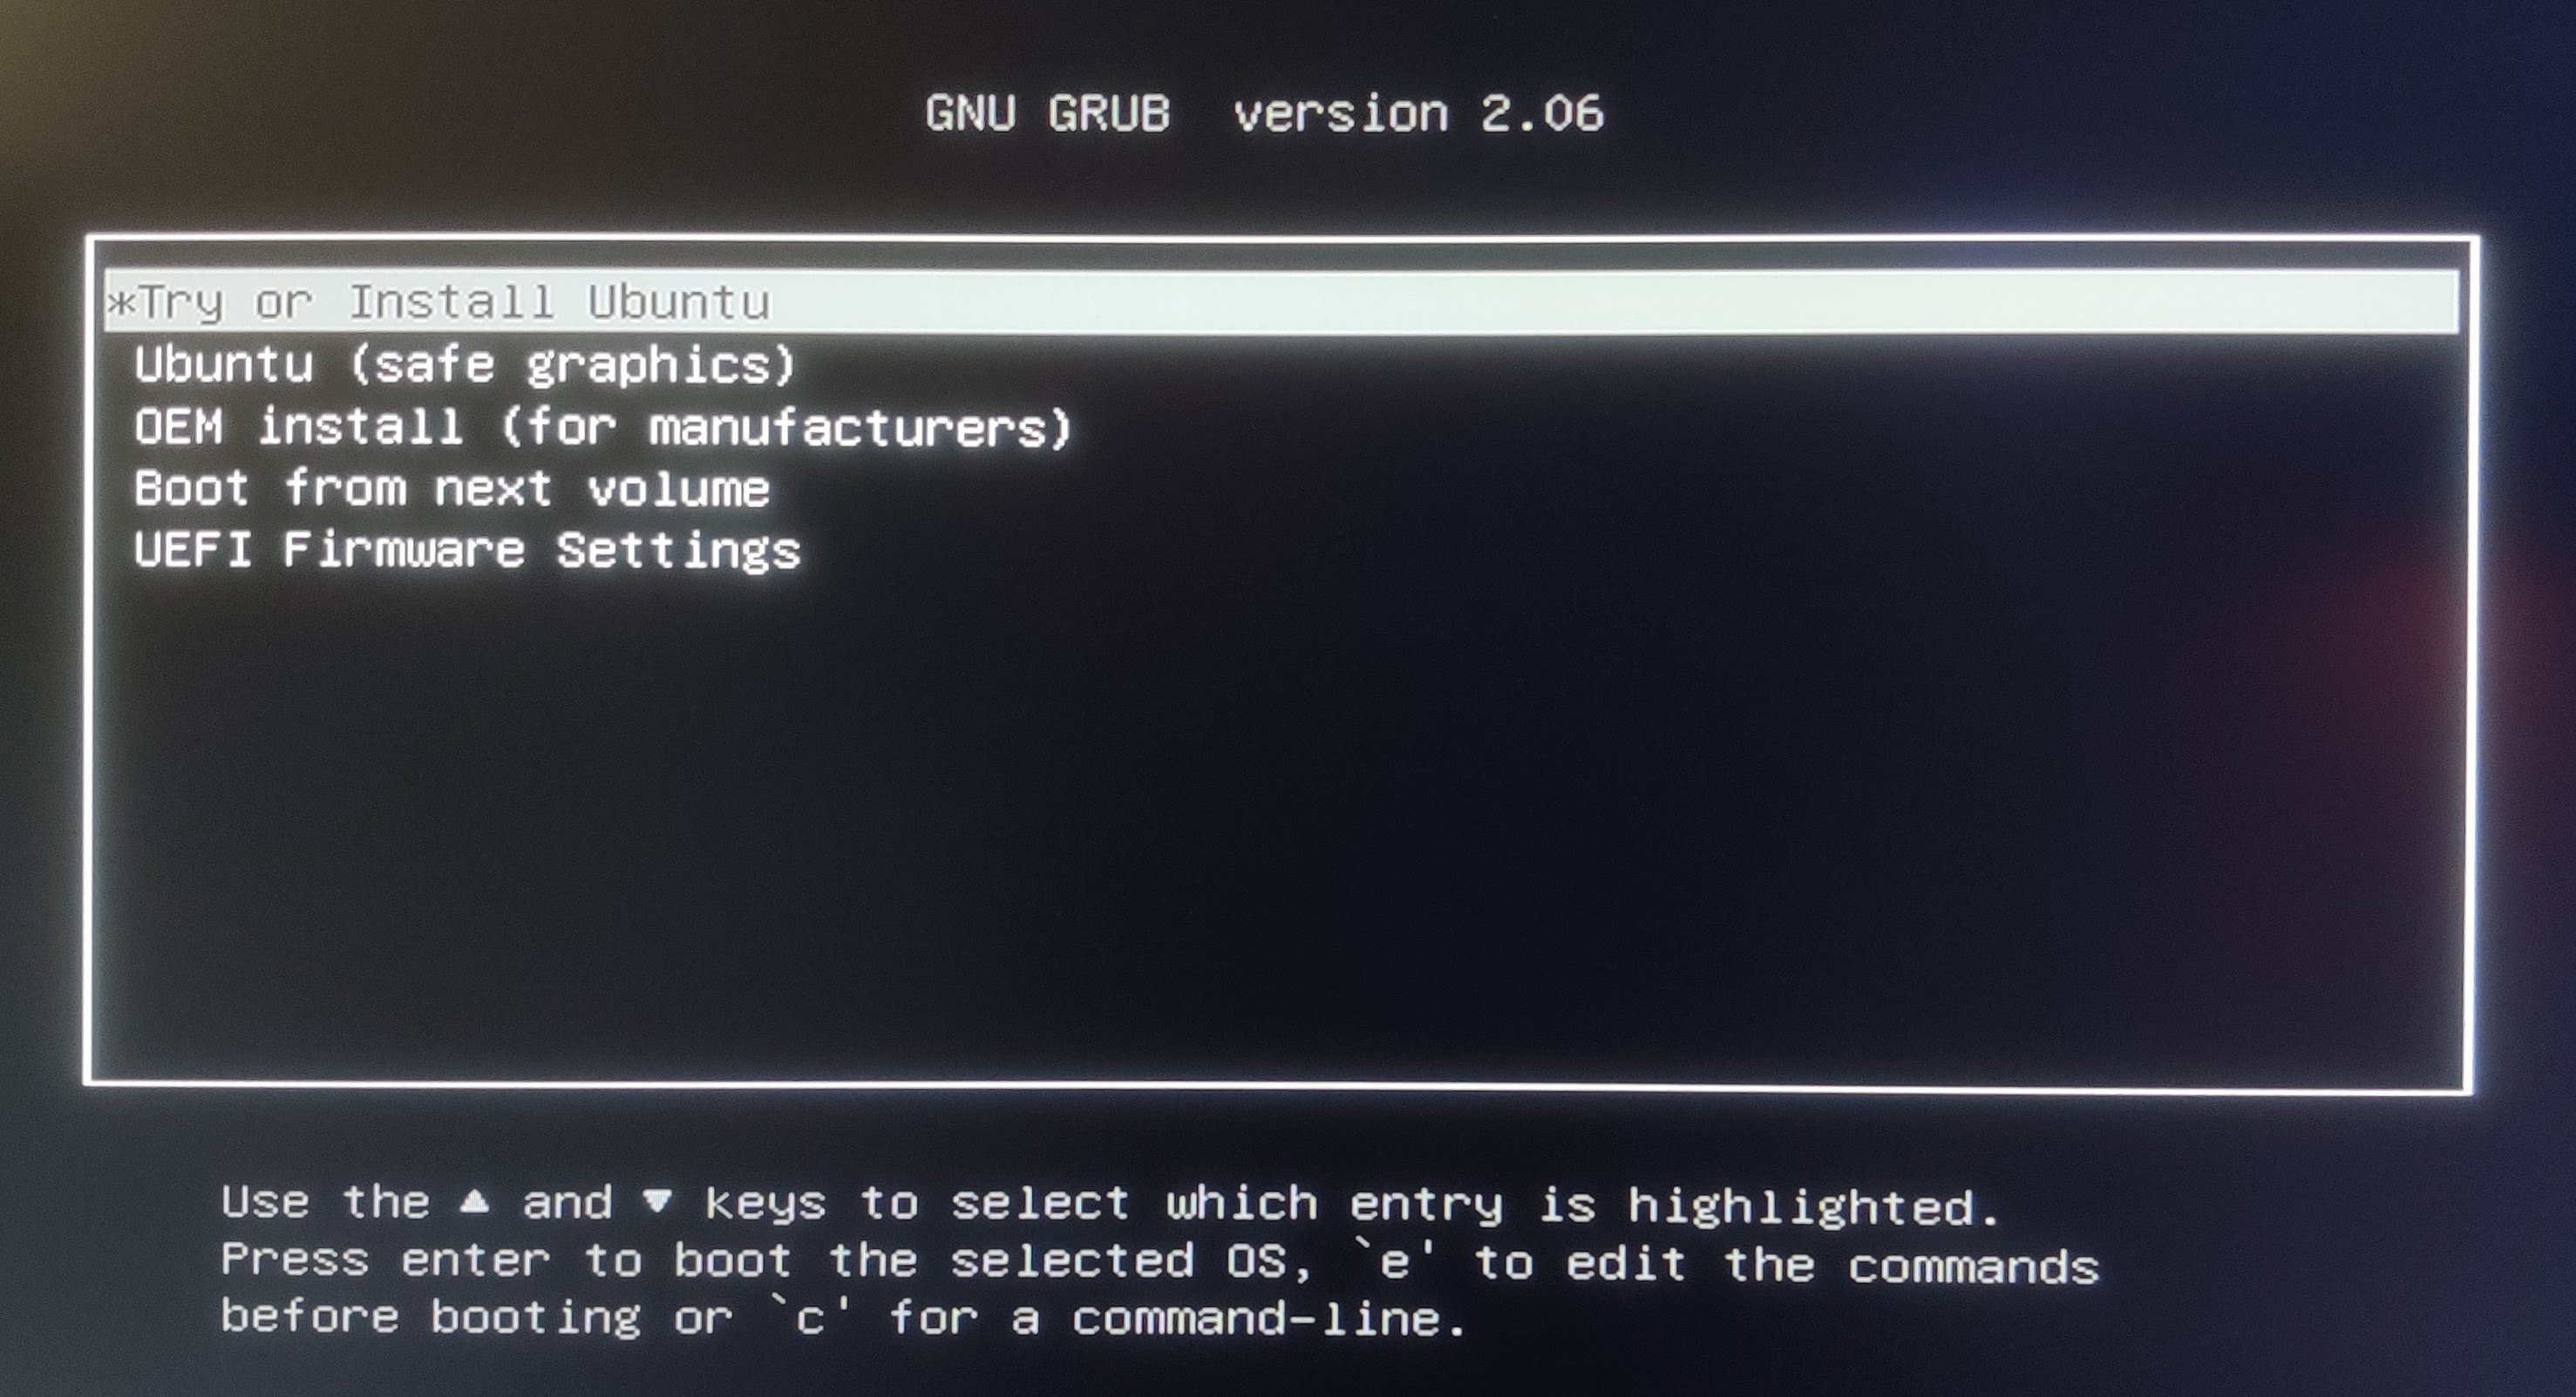 GNU GRUB  version 2.06
*Try or Install Ubuntu
Ubuntu (safe graphics)
OEM install (for manufacturers)
Boot from next volume
UEFI Firmware Settings
Use the ▲ and ▼ keys to select which entry is highlighted.
Press enter to boot the selected OS, `e' to edit the commands
before booting or `c' for a command-line.